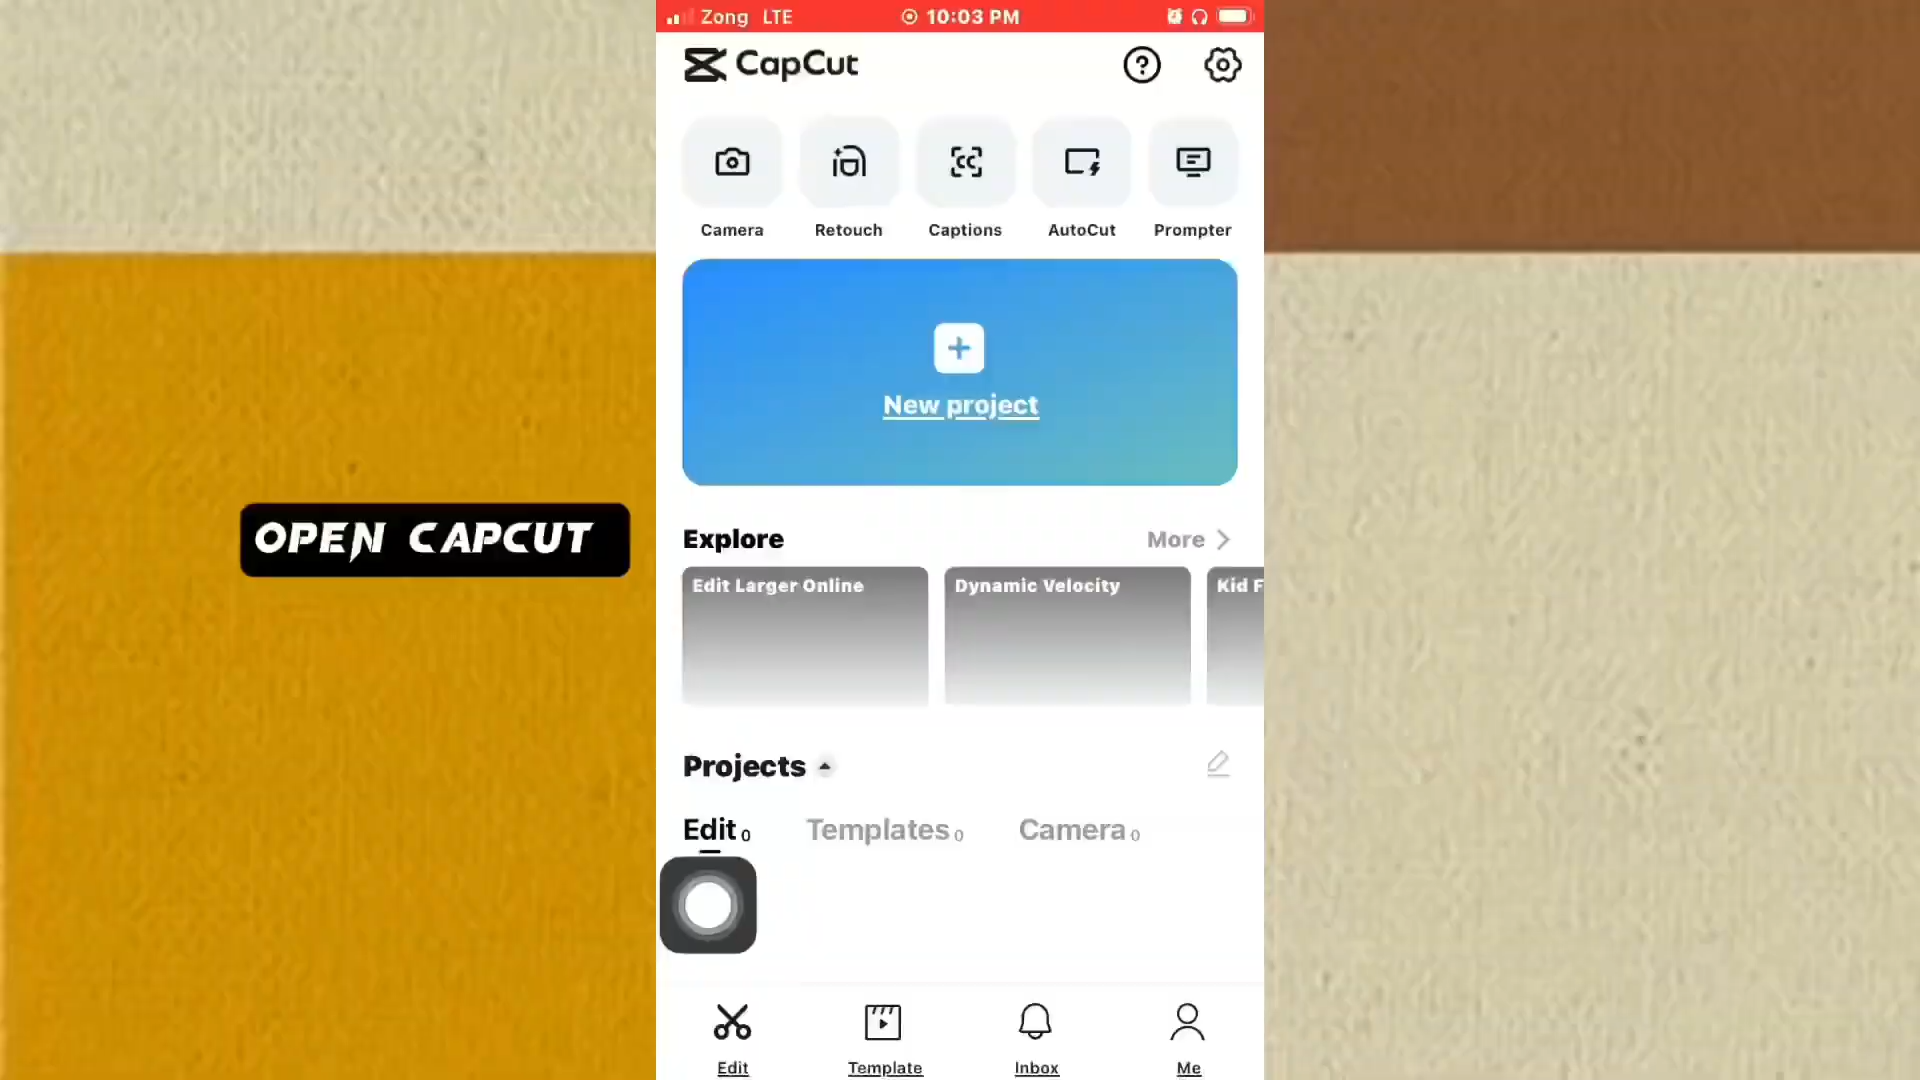 Zong LTE 10:03 PM
CapCut
Camera Retouch Captions AutoCut Prompter
New project
OPEN CAPCUT
Explore More
Edit Larger Online Dynamic Velocity Kid F
Projects
Edit 0 Templates 0 Camera 0
Edit Template Inbox Me